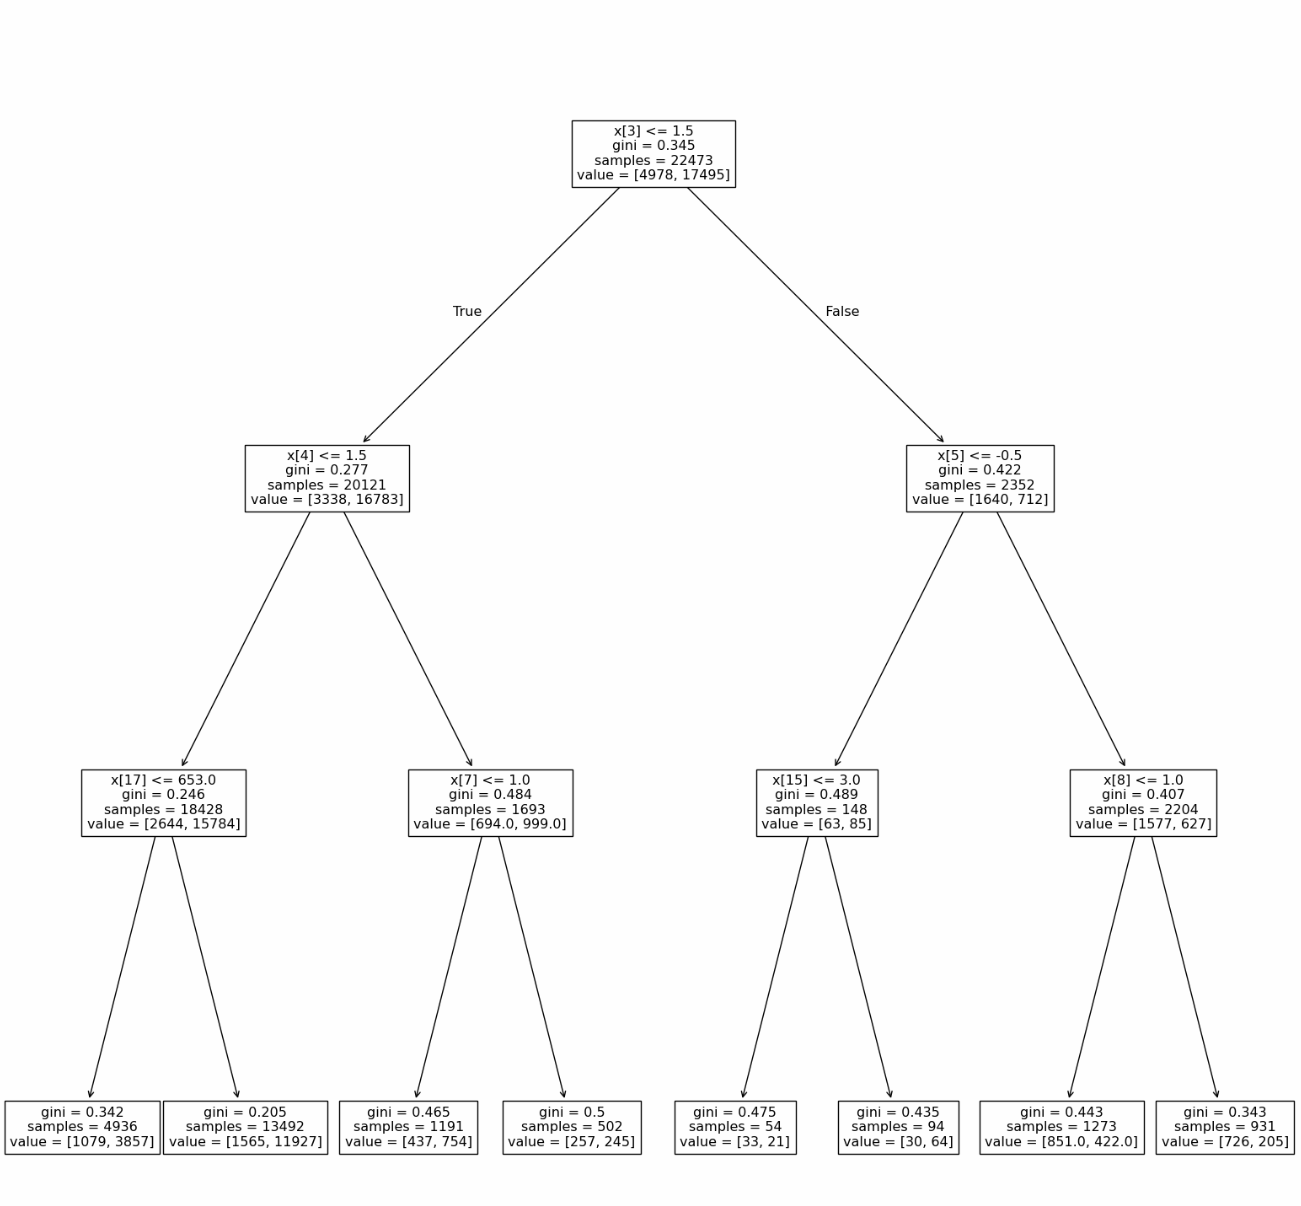 x[3] <= 1.5
gini = 0.345
samples = 22473
value = [4978, 17495]
True
False
x[4] <= 1.5
gini = 0.277
samples = 20121
value = [3338, 16783]
x[5] <= -0.5
gini = 0.422
samples = 2352
value = [1640, 712]
x[17] <= 653.0
gini = 0.246
samples = 18428
value = [2644, 15784]
x[7] <= 1.0
gini = 0.484
samples = 1693
value = [694.0, 999.0]
x[15] <= 3.0
gini = 0.489
samples = 148
value = [63, 85]
x[8] <= 1.0
gini = 0.407
samples = 2204
value = [1577, 627]
gini = 0.342
samples = 4936
value = [1079, 3857]
gini = 0.205
samples = 13492
value = [1565, 11927]
gini = 0.465
samples = 1191
value = [437, 754]
gini = 0.5
samples = 502
value = [257, 245]
gini = 0.475
samples = 54
value = [33, 21]
gini = 0.435
samples = 94
value = [30, 64]
gini = 0.443
samples = 1273
value = [851.0, 422.0]
gini = 0.343
samples = 931
value = [726, 205]